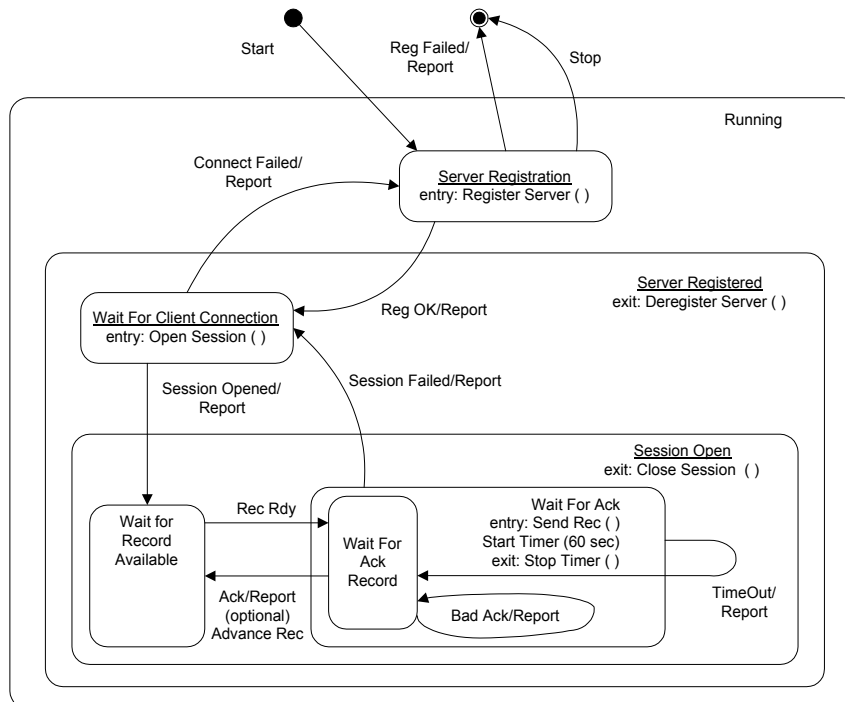 Start
Reg Failed/
Report
Stop
Running
Connect Failed/
Report
Server Registration
entry: Register Server ( )
Server Registered
exit: Deregister Server ( )
Wait For Client Connection
entry: Open Session ( )
Reg OK/Report
Session Opened/
Report
Session Failed/Report
Session Open
exit: Close Session ( )
Wait for
Record
Available
Rec Rdy
Wait For Ack
entry: Send Rec ( )
Start Timer (60 sec)
exit: Stop Timer ( )
Wait For
Ack
Record
Ack/Report
(optional)
Advance Rec
Bad Ack/Report
TimeOut/
Report